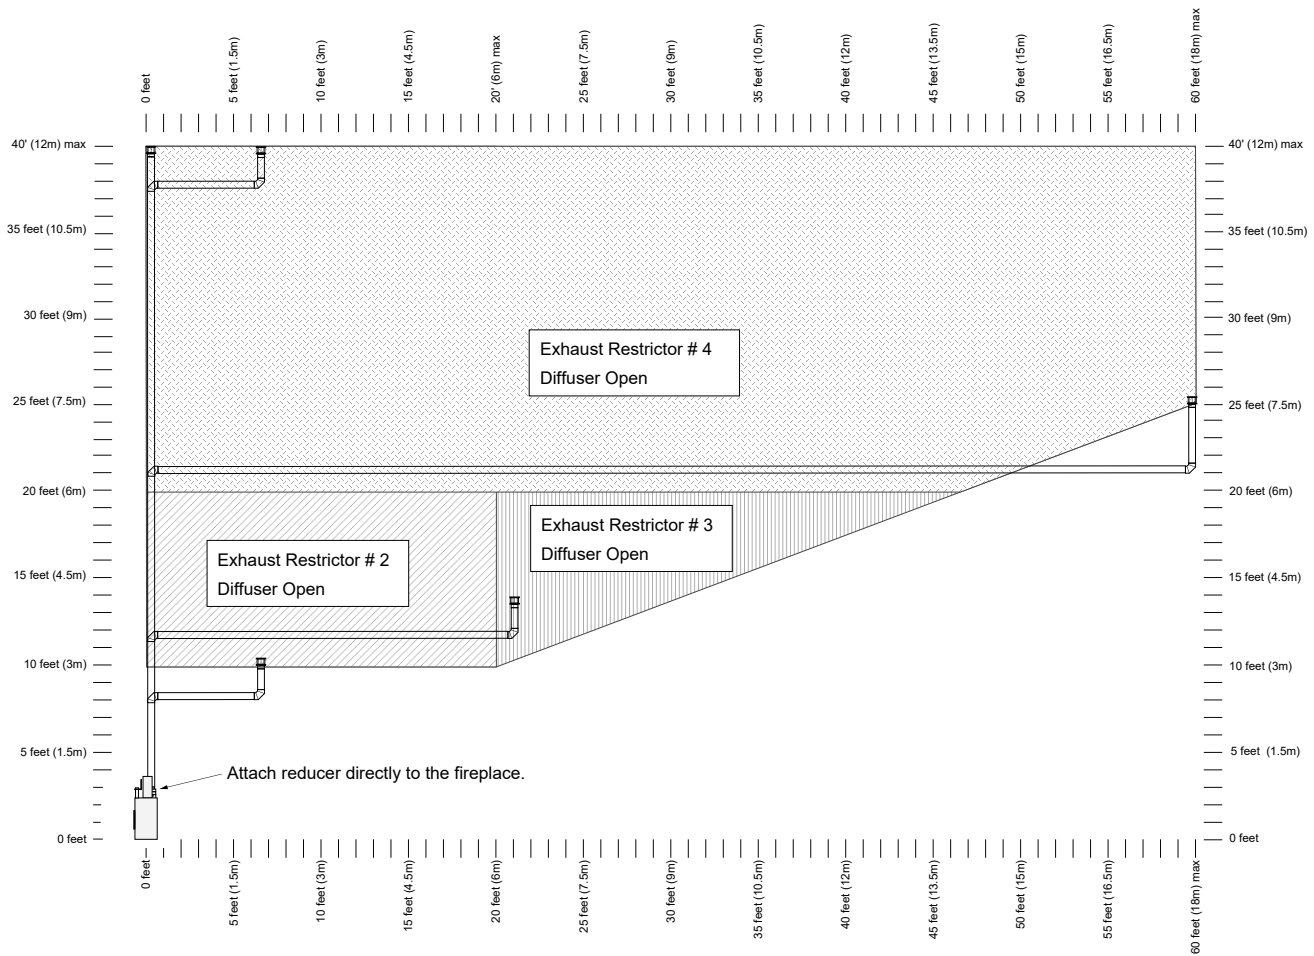 0 feet
5 feet (1.5m)
10 feet (3m)
15 feet (4.5m)
20' (6m) max
25 feet (7.5m)
30 feet (9m)
35 feet (10.5m)
40 feet (12m)
45 feet (13.5m)
50 feet (15m)
55 feet (16.5m)
60 feet (18m) max
40' (12m) max
35 feet (10.5m)
30 feet (9m)
25 feet (7.5m)
20 feet (6m)
15 feet (4.5m)
10 feet (3m)
5 feet (1.5m)
0 feet
Exhaust Restrictor # 4
Diffuser Open
Exhaust Restrictor # 3
Diffuser Open
Exhaust Restrictor # 2
Diffuser Open
Attach reducer directly to the fireplace.
40' (12m) max
35 feet (10.5m)
30 feet (9m)
25 feet (7.5m)
20 feet (6m)
15 feet (4.5m)
10 feet (3m)
5 feet (1.5m)
0 feet
0 feet
5 feet (1.5m)
10 feet (3m)
15 feet (4.5m)
20 feet (6m)
25 feet (7.5m)
30 feet (9m)
35 feet (10.5m)
40 feet (12m)
45 feet (13.5m)
50 feet (15m)
55 feet (16.5m)
60 feet (18m) max